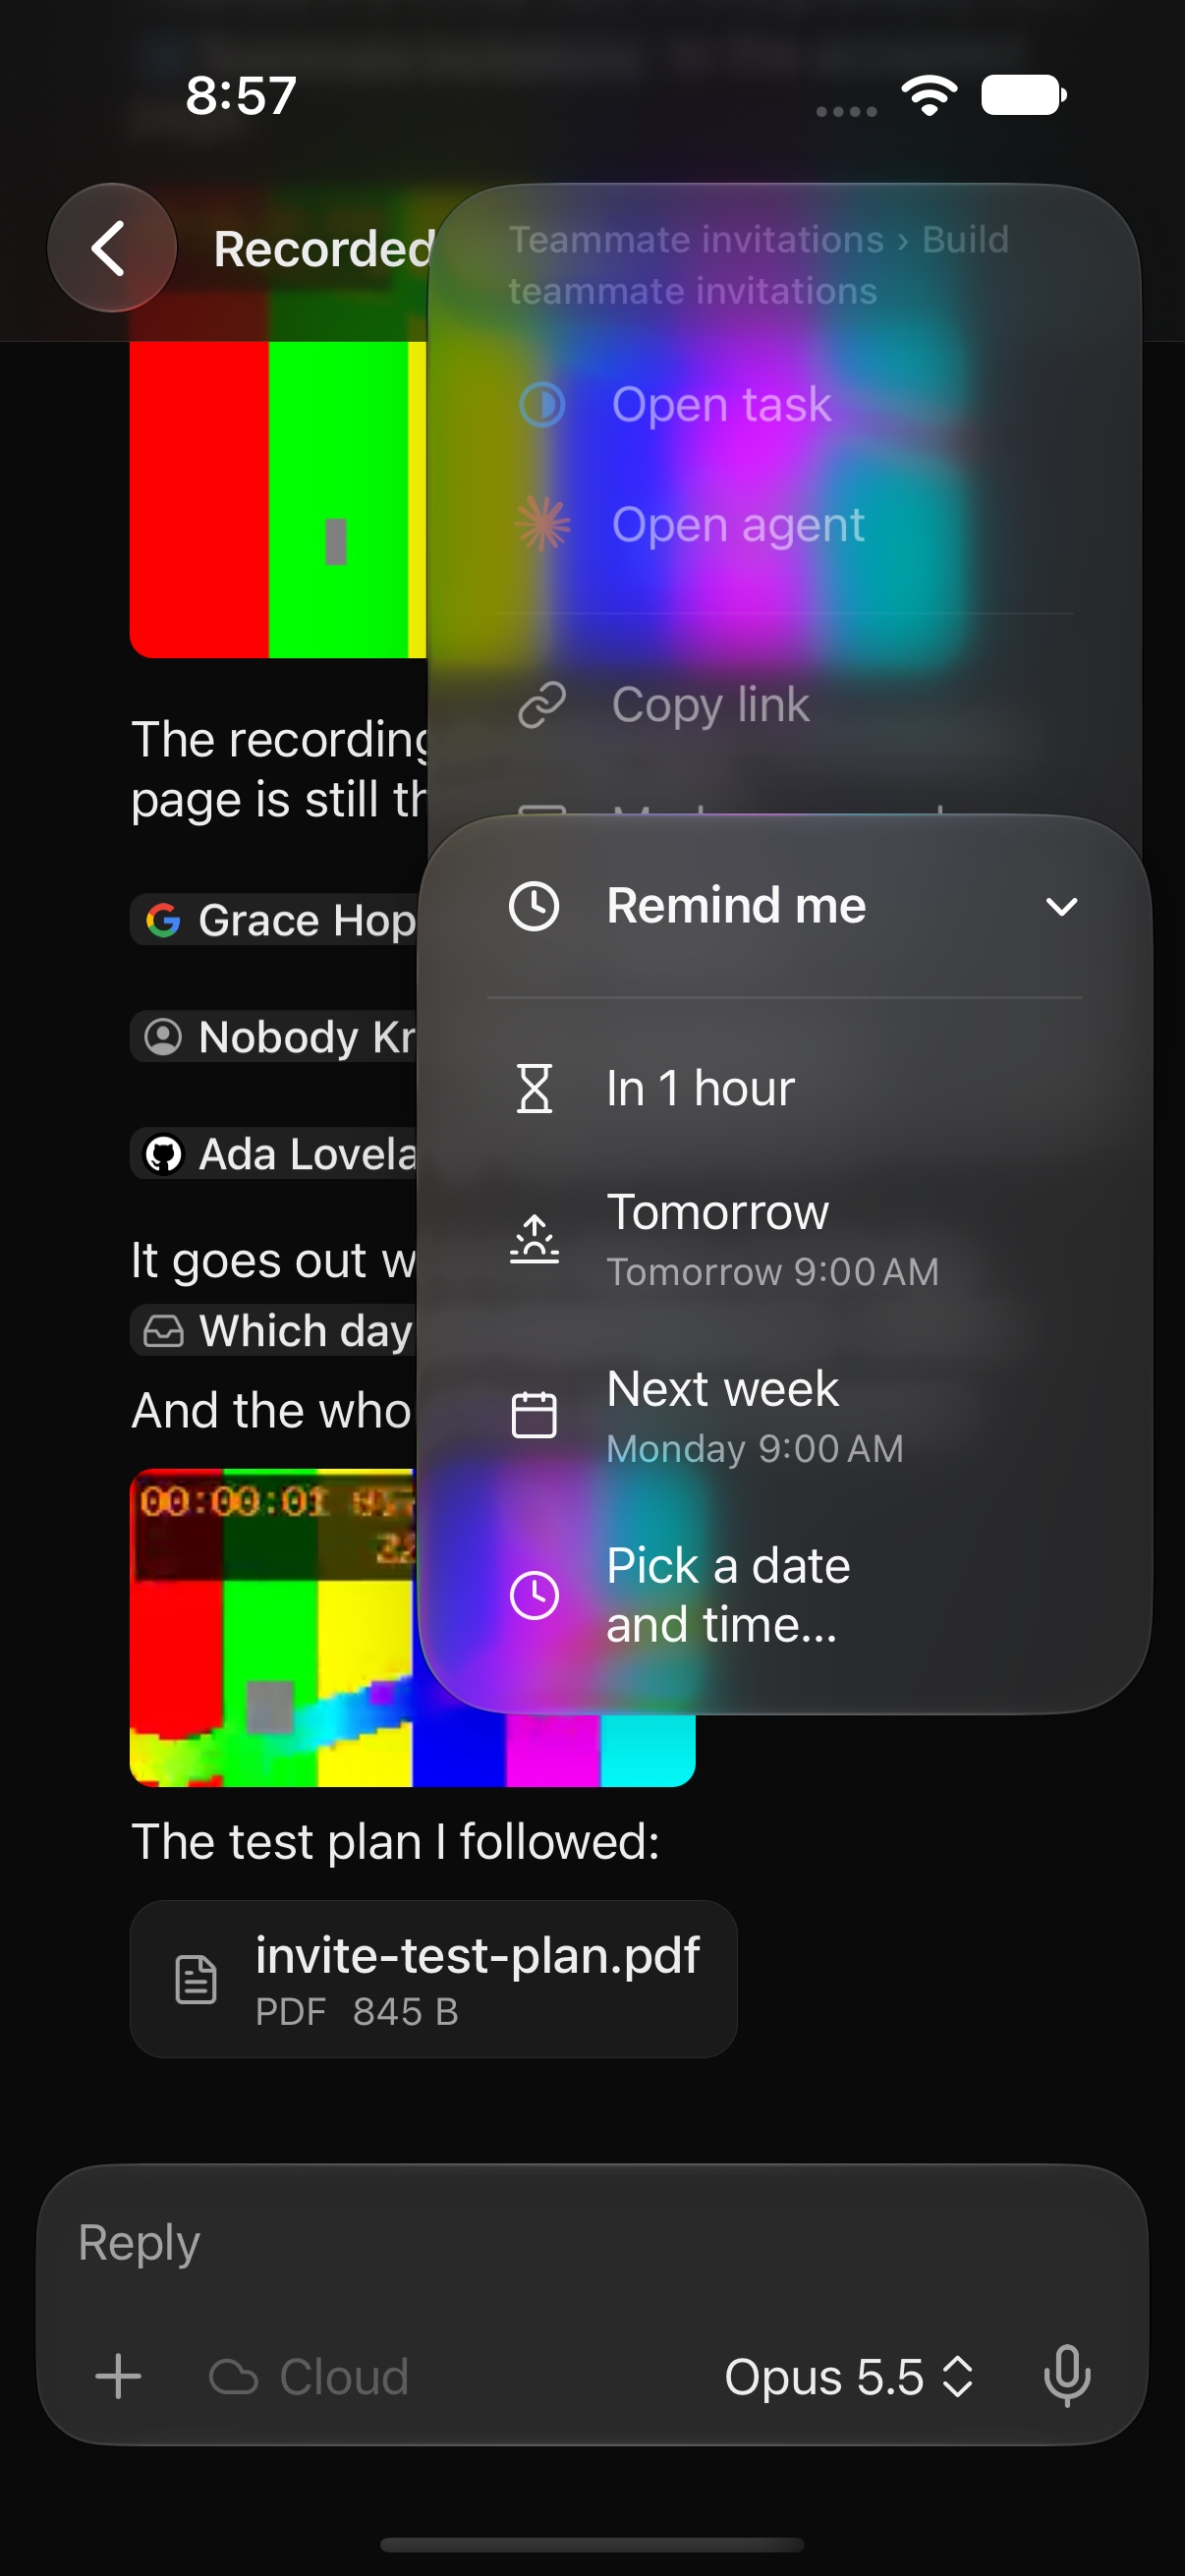 8:57
Recorded
Teammate invitations › Build
teammate invitations
Open task
Open agent
Copy link
The recording
page is still th
Remind me
Grace Hop
In 1 hour
Nobody Kr
Ada Lovela
Tomorrow
Tomorrow 9:00 AM
It goes out w
Which day
Next week
Monday 9:00 AM
And the who
00:00:01
Pick a date
and time...
The test plan I followed:
invite-test-plan.pdf
PDF 845 B
Reply
Cloud
Opus 5.5